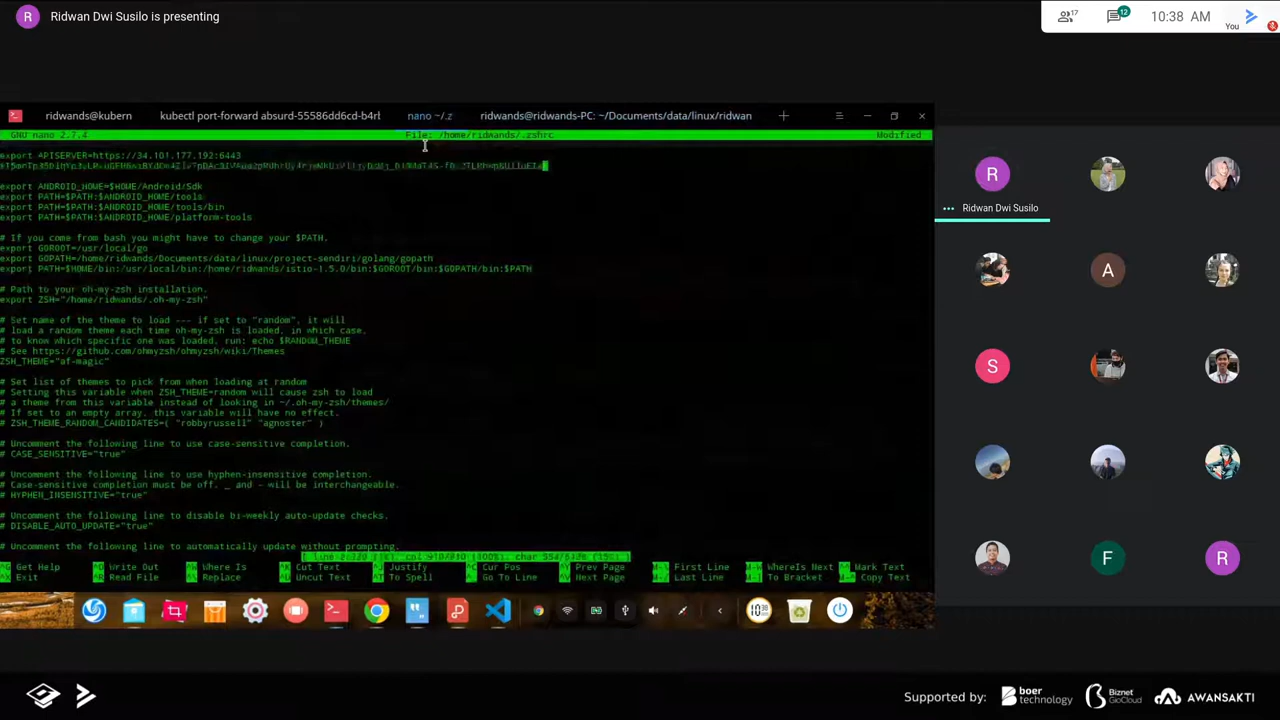 R
Ridwan Dwi Susilo is presenting
17
12
10:38 AM
You
ridwands@kubern
kubectl port-forward absurd-55586dd6cd-b4rl
nano ~/.z
ridwands@ridwands-PC: ~/Documents/data/linux/ridwan
GNU nano 2.7.4
File: /home/ridwands/.zshrc
Modified
export APISERVER=https://34.101.177.192:6443
export ANDROID_HOME=$HOME/Android/Sdk
export PATH=$PATH:$ANDROID_HOME/tools
export PATH=$PATH:$ANDROID_HOME/tools/bin
export PATH=$PATH:$ANDROID_HOME/platform-tools
# If you come from bash you might have to change your $PATH.
export GOROOT=/usr/local/go
export GOPATH=/home/ridwands/Documents/data/linux/project-sendiri/golang/gopath
export PATH=$HOME/bin:/usr/local/bin:/home/ridwands/istio-1.5.0/bin:$GOROOT/bin:$GOPATH/bin:$PATH
# Path to your oh-my-zsh installation.
export ZSH="/home/ridwands/.oh-my-zsh"
# Set name of the theme to load --- if set to "random", it will
# load a random theme each time oh-my-zsh is loaded, in which case,
# to know which specific one was loaded, run: echo $RANDOM_THEME
# See https://github.com/ohmyzsh/wiki/Themes
ZSH_THEME="af-magic"
# Set list of themes to pick from when loading at random
# Setting this variable when ZSH_THEME=random will cause zsh to load
# a theme from this variable instead of looking in ~/.oh-my-zsh/themes/
# If set to an empty array, this variable will have no effect.
# ZSH_THEME_RANDOM_CANDIDATES=( "robbyrussell" "agnoster" )
# Uncomment the following line to use case-sensitive completion.
# CASE_SENSITIVE="true"
# Uncomment the following line to use hyphen-insensitive completion.
# Case-sensitive completion must be off. _ and - will be interchangeable.
# HYPHEN_INSENSITIVE="true"
# Uncomment the following line to disable bi-weekly auto-update checks.
# DISABLE_AUTO_UPDATE="true"
# Uncomment the following line to automatically update without prompting.
^G Get Help ^O Write Out ^W Where Is ^K Cut Text ^J Justify ^C Cur Pos ^Y Prev Page M-\ First Line M-W WhereIs Next ^^ Mark Text
^X Exit ^R Read File ^\ Replace ^U Uncut Text ^T To Spell ^_ Go To Line ^V Next Page M-/ Last Line M-] To Bracket M-^ Copy Text
10 38
R
Ridwan Dwi Susilo
A
S
F
R
Supported by:
boer technology
Biznet GioCloud
AWANSAKTI